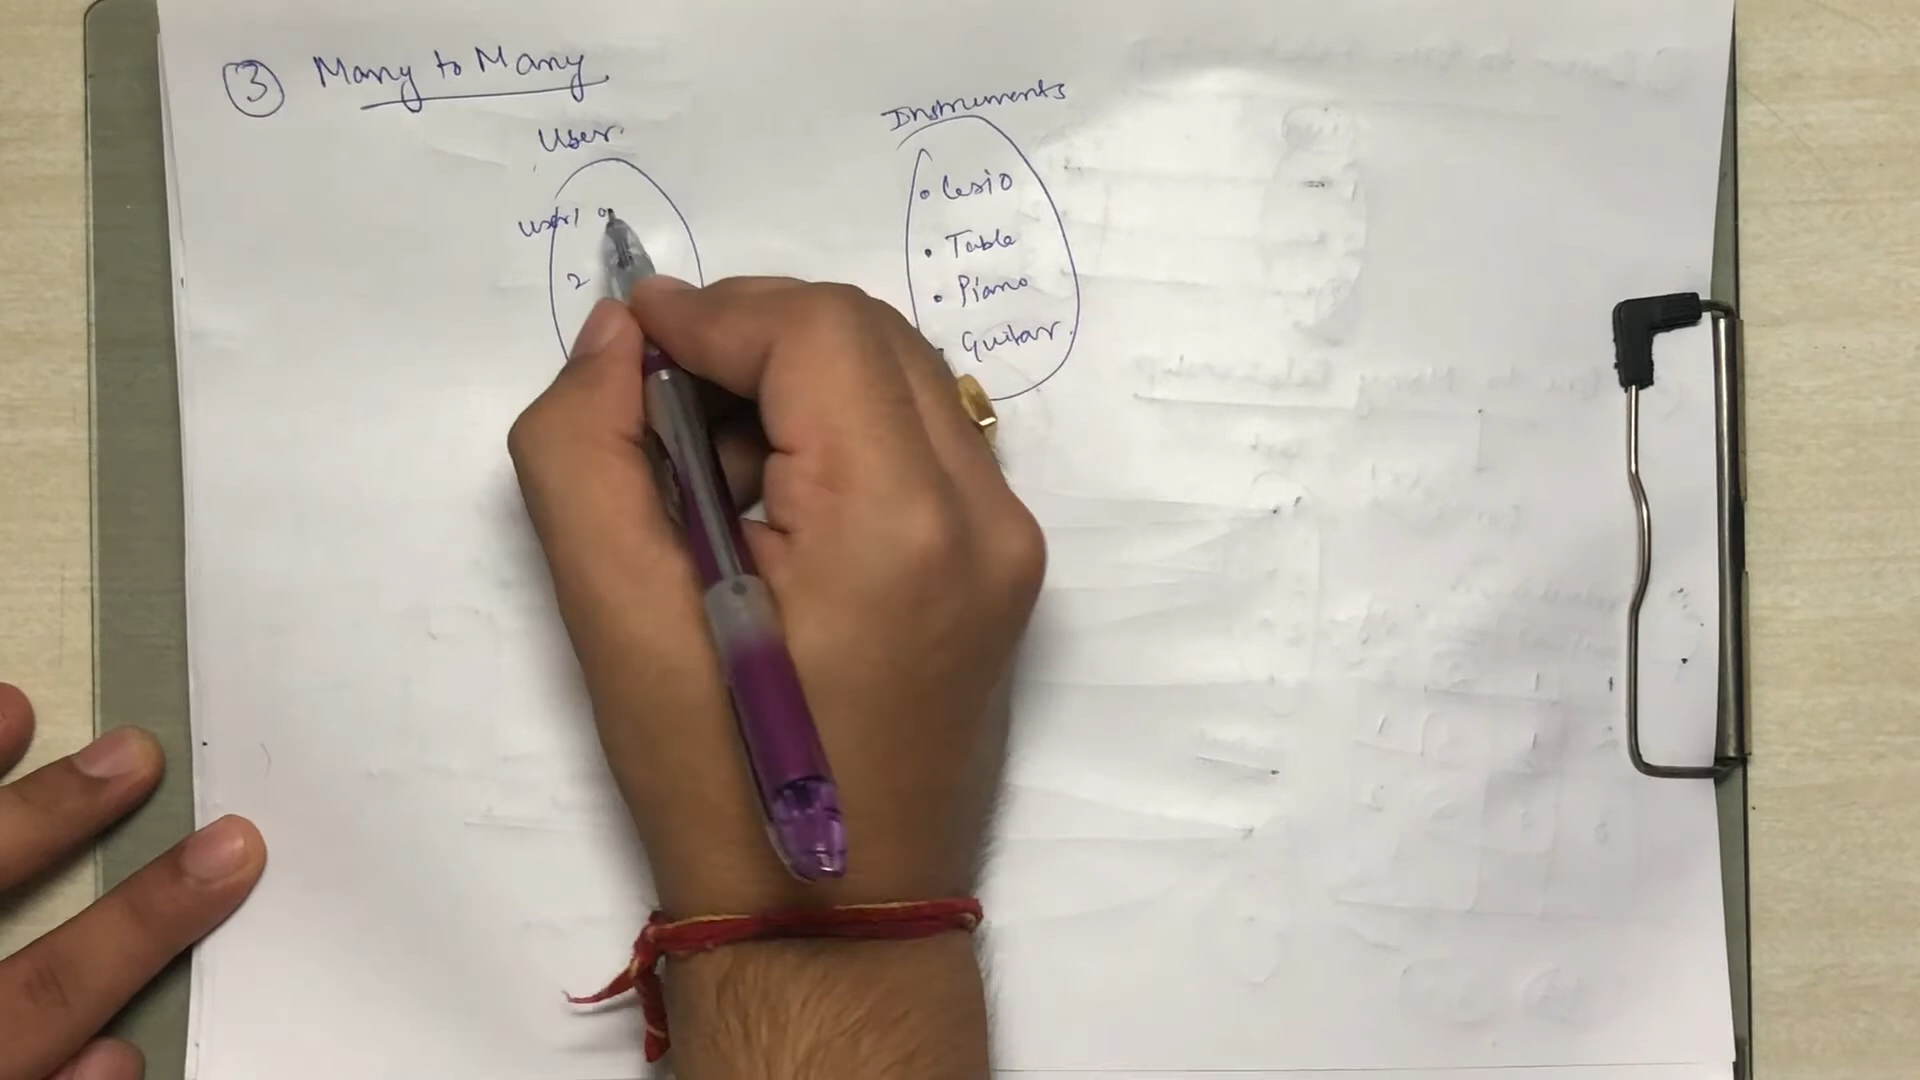 3 Many to Many
User
Instruments
user1
2
Casio
Table
Piano
Guitar